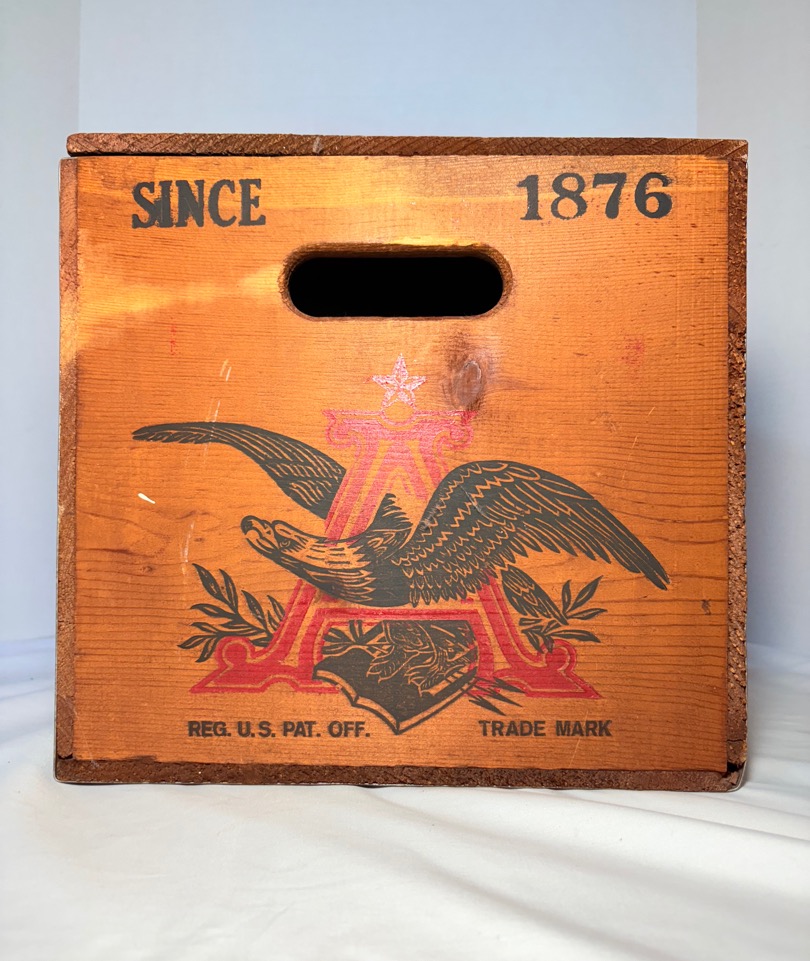 SINCE 1876
A
REG. U.S. PAT. OFF. TRADE MARK